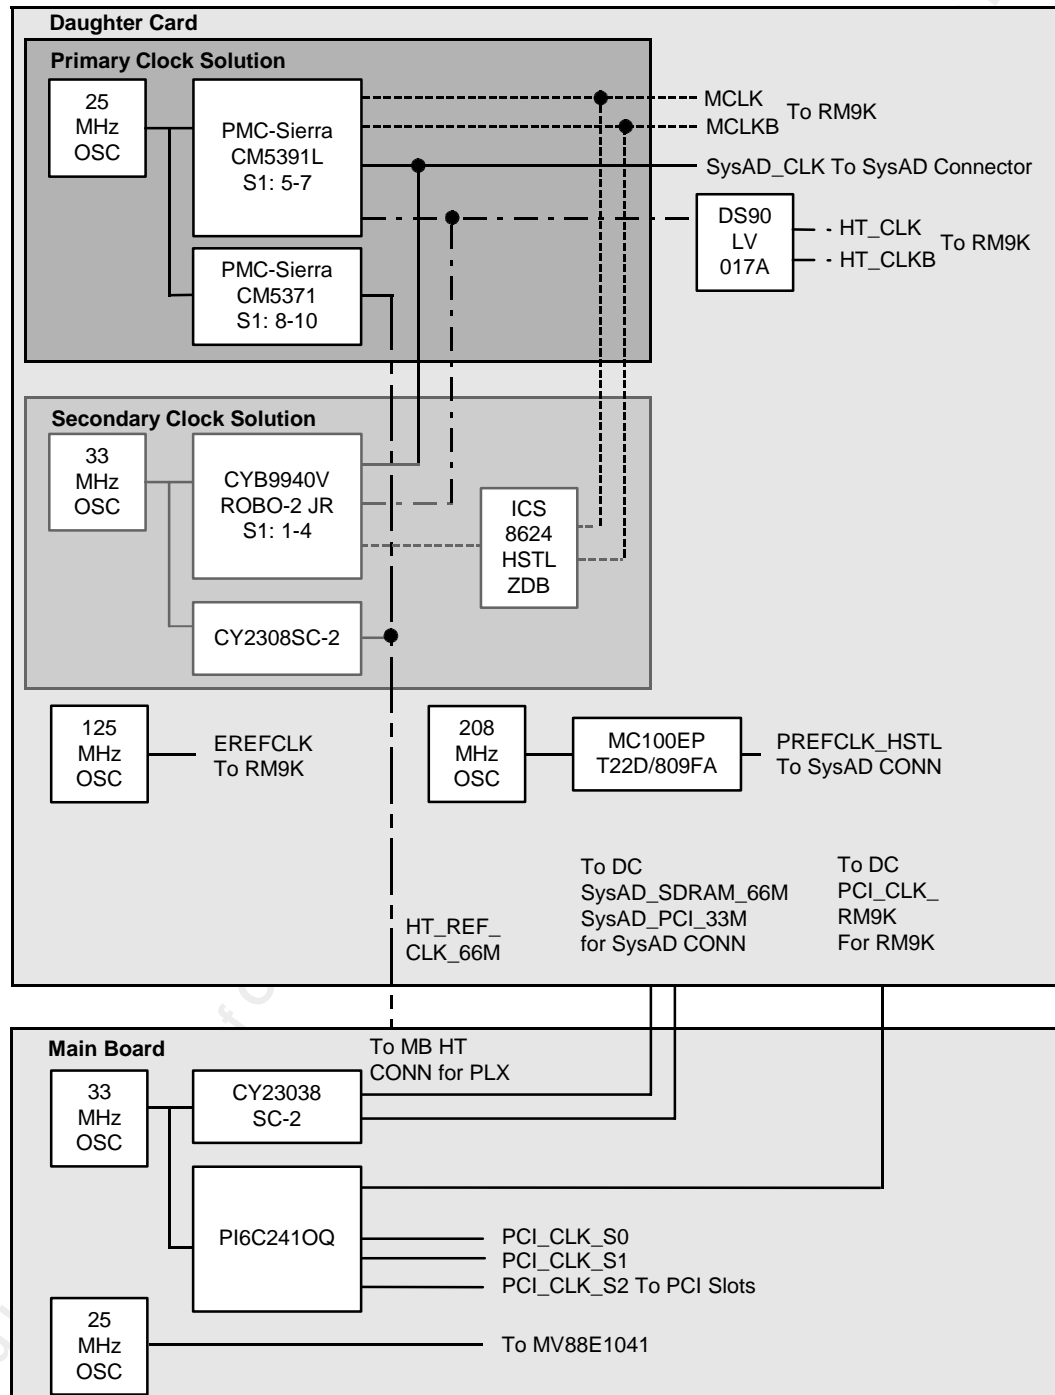 Daughter Card
Primary Clock Solution
25
MHz
OSC
PMC-Sierra
CM5391L
S1: 5-7
PMC-Sierra
CM5371
S1: 8-10
MCLK
MCLKB
To RM9K
SysAD_CLK To SysAD Connector
DS90
LV
017A
HT_CLK
HT_CLKB
To RM9K
Secondary Clock Solution
33
MHz
OSC
CYB9940V
ROBO-2 JR
S1: 1-4
ICS
8624
HSTL
ZDB
CY2308SC-2
125
MHz
OSC
EREFCLK
To RM9K
208
MHz
OSC
MC100EP
T22D/809FA
PREFCLK_HSTL
To SysAD CONN
HT_REF_
CLK_66M
To DC
SysAD_SDRAM_66M
SysAD_PCI_33M
for SysAD CONN
To DC
PCI_CLK_
RM9K
For RM9K
Main Board
To MB HT
CONN for PLX
33
MHz
OSC
CY23038
SC-2
PI6C241OQ
PCI_CLK_S0
PCI_CLK_S1
PCI_CLK_S2 To PCI Slots
25
MHz
OSC
To MV88E1041